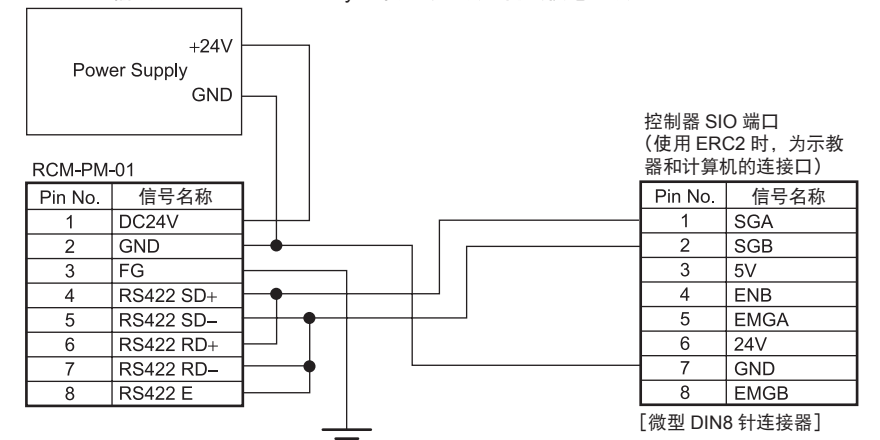 +24V
Power Supply
GND
RCM-PM-01
Pin No. 信号名称
1 DC24V
2 GND
3 FG
4 RS422 SD+
5 RS422 SD−
6 RS422 RD+
7 RS422 RD−
8 RS422 E
控制器 SIO 端口
（使用 ERC2 时，为示教
器和计算机的连接口）
Pin No. 信号名称
1 SGA
2 SGB
3 5V
4 ENB
5 EMGA
6 24V
7 GND
8 EMGB
［微型 DIN8 针连接器］